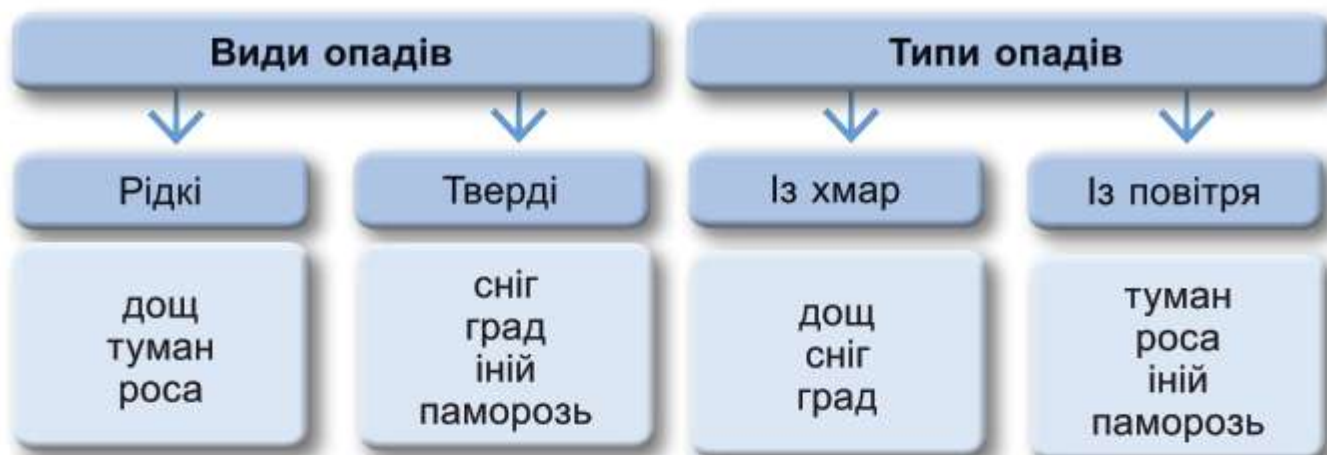 Види опадів
Типи опадів
Рідкі
Тверді
Із хмар
Із повітря
дощ
туман
роса
сніг
град
іній
паморозь
дощ
сніг
град
туман
роса
іній
паморозь